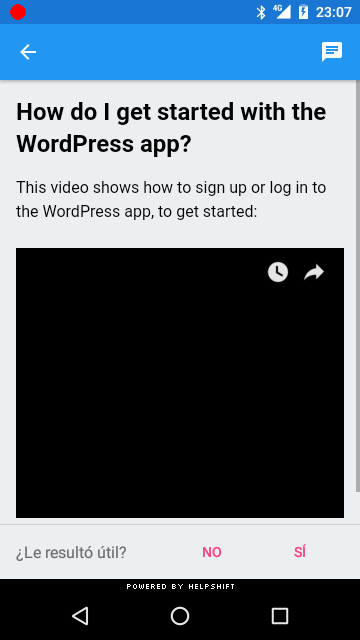 4G 23:07
How do I get started with the
WordPress app?
This video shows how to sign up or log in to
the WordPress app, to get started:
¿Le resultó útil? NO SÍ
POWERED BY HELPSHIFT